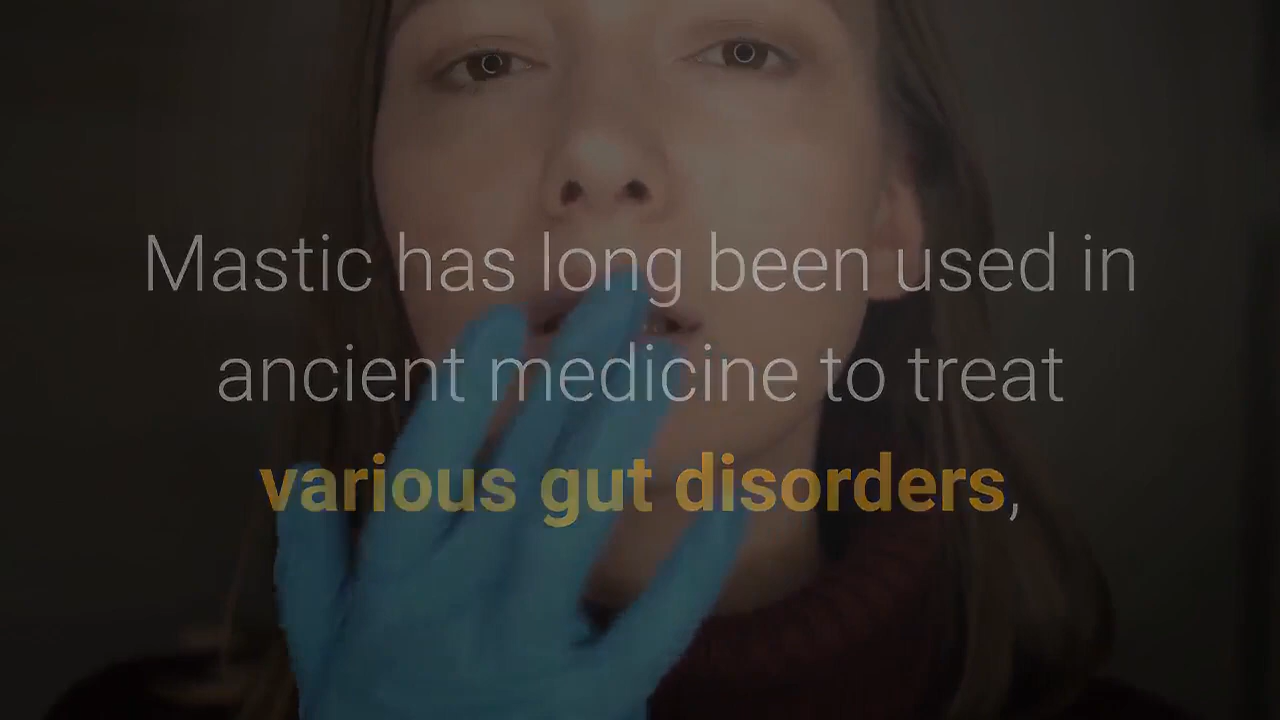 Mastic has long been used in
ancient medicine to treat
various gut disorders,